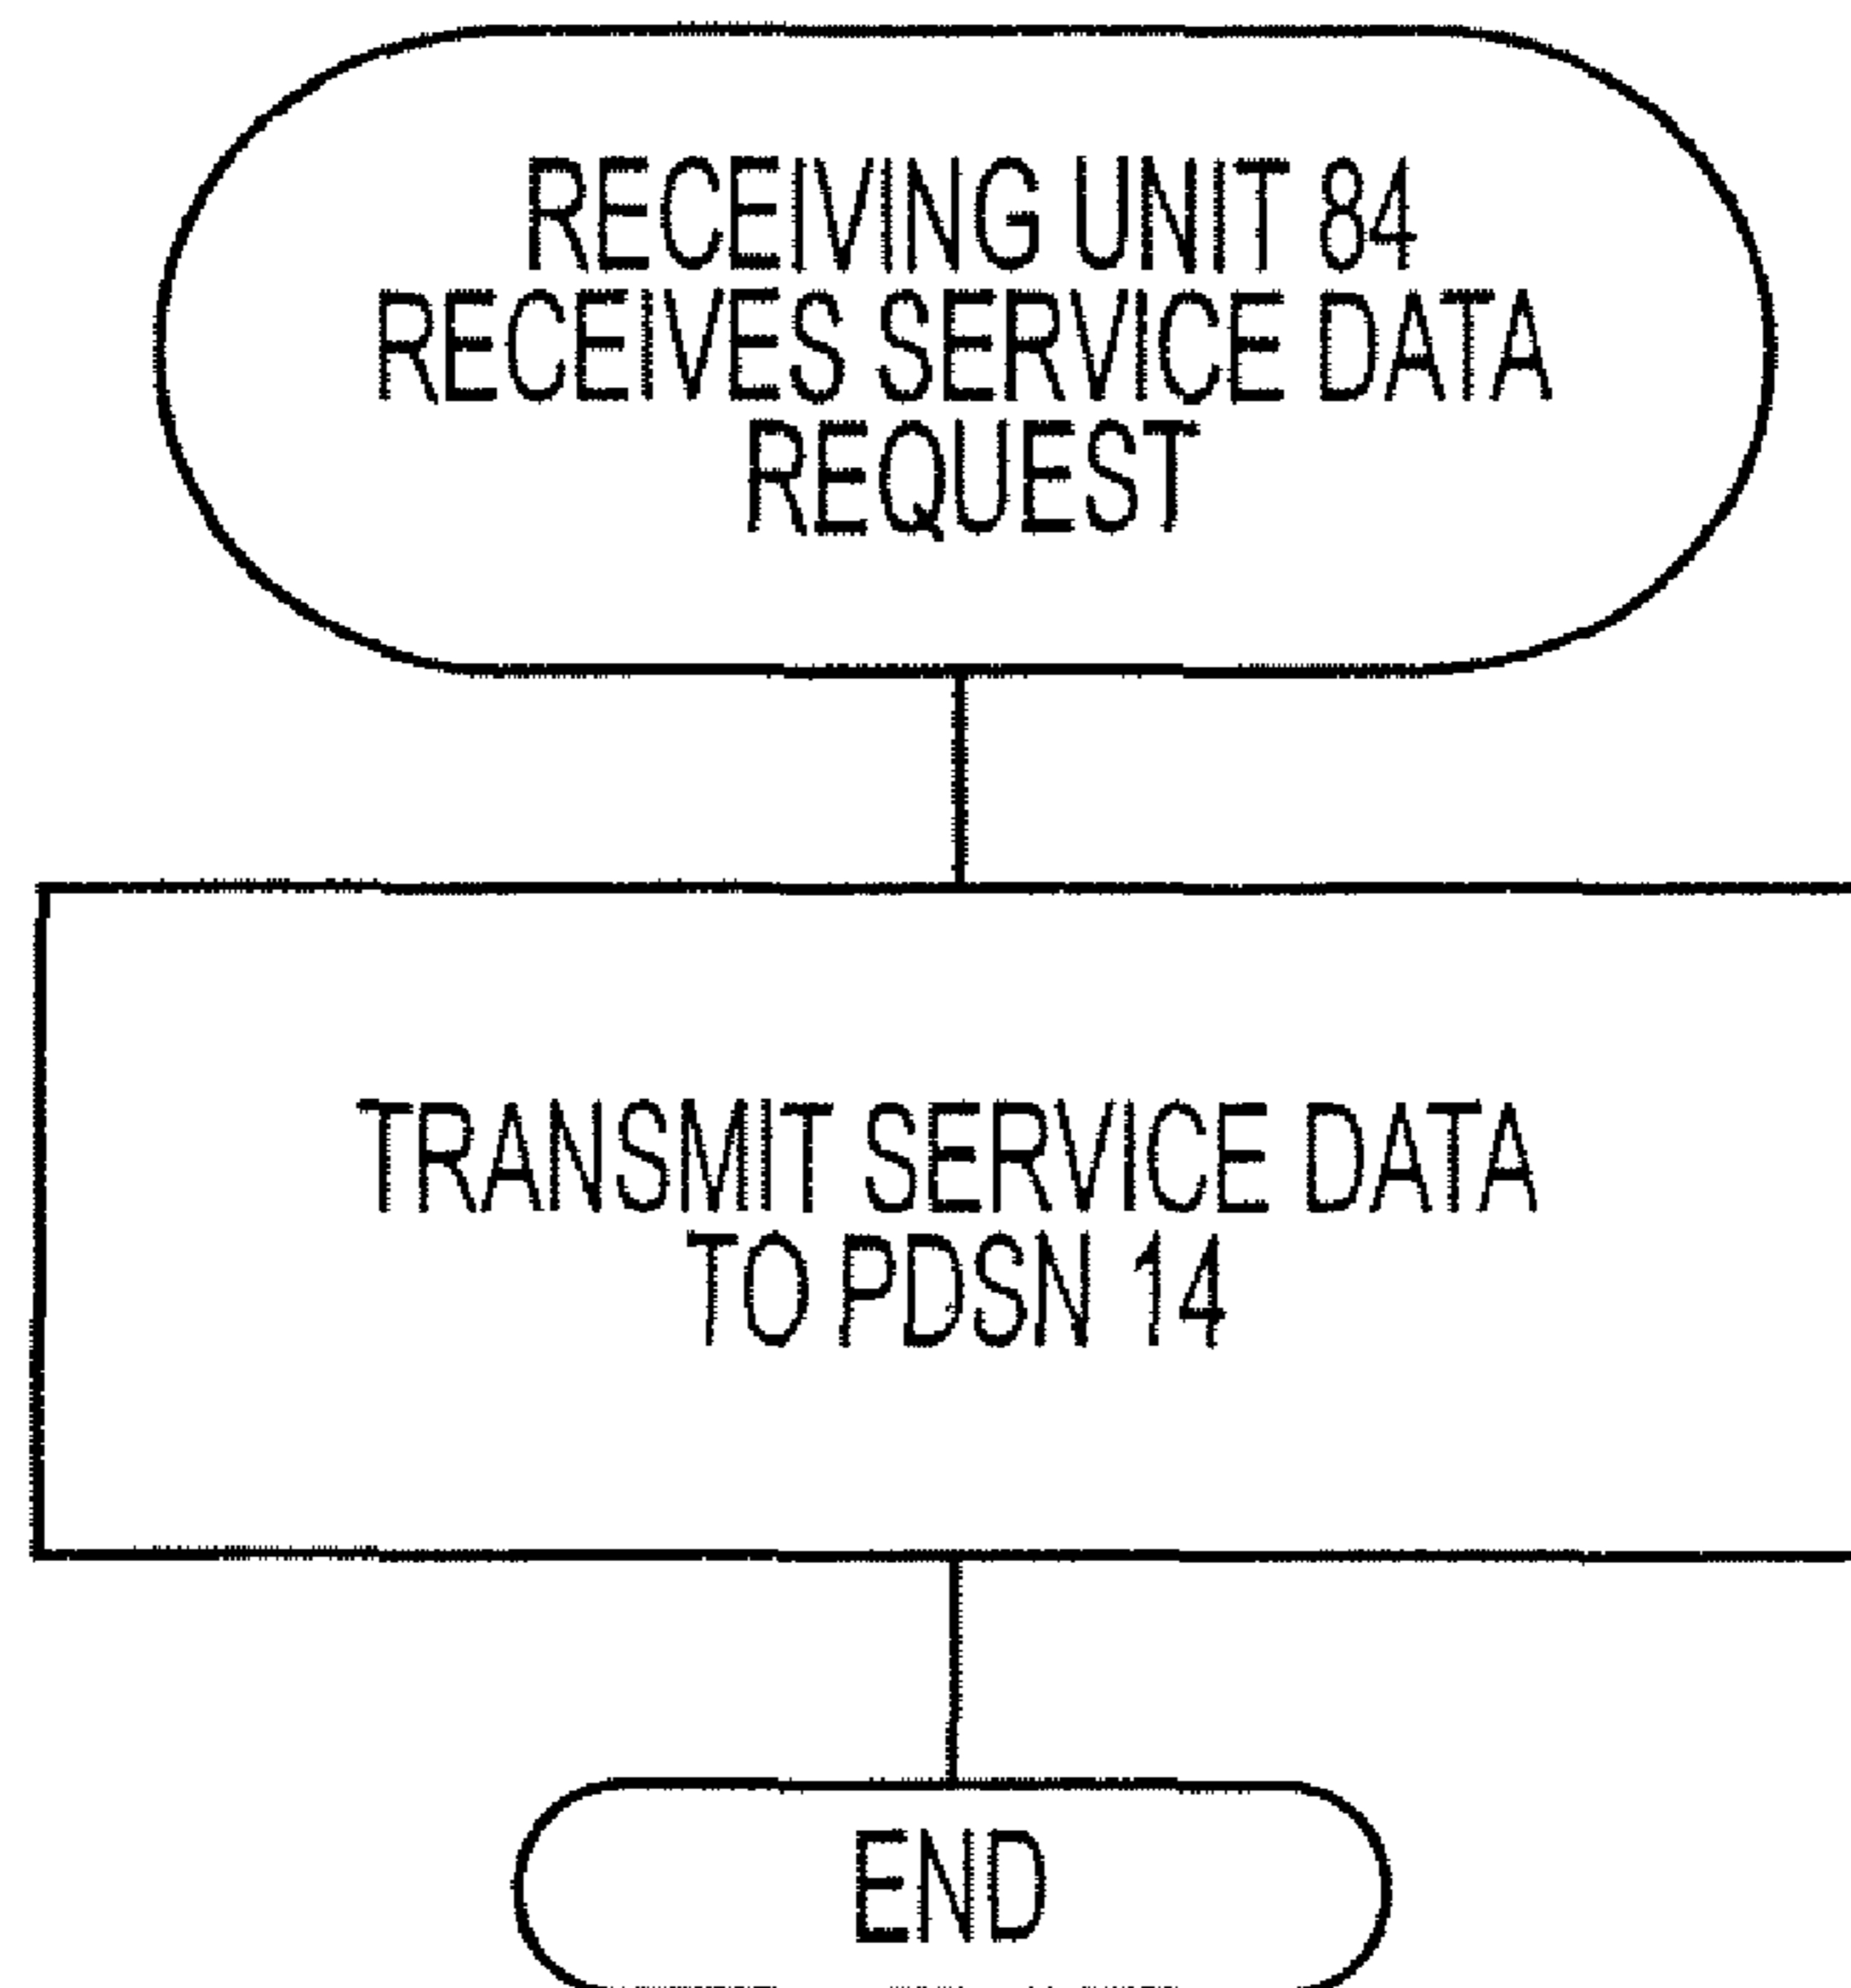 RECEIVING UNIT 84
RECEIVES SERVICE DATA
REQUEST
TRANSMIT SERVICE DATA
TO PDSN 14
END